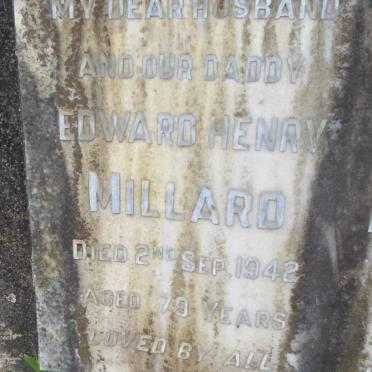 MY DEAR HUSBAND
AND OUR DADDY
EDWARD HENRY
MILLARD
DIED 2ND SEP. 1942
AGED 79 YEARS
LOVED BY ALL